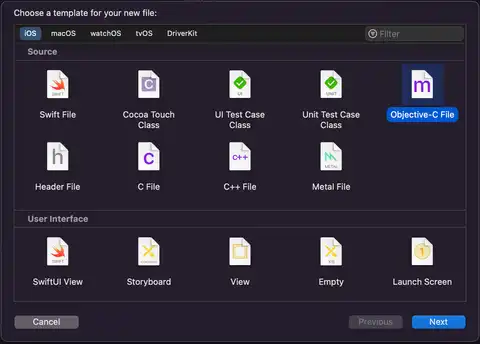 Choose a template for your new file:
iOS macOS watchOS tvOS DriverKit Filter
Source
SWIFT C UI UNIT m
Swift File Cocoa Touch Class UI Test Case Class Unit Test Case Class Objective-C File
h C C++ METAL
Header File C File C++ File Metal File
User Interface
SwiftUI View Storyboard View Empty Launch Screen
Cancel Previous Next